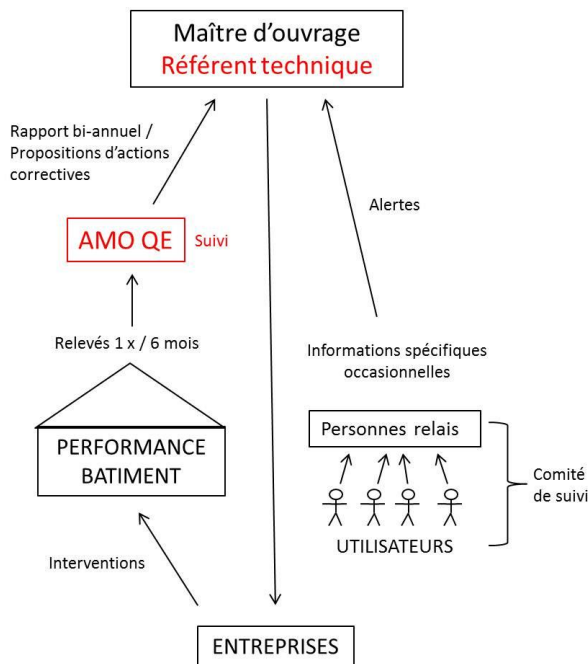 Maître d'ouvrage
Référent technique
Rapport bi-annuel /
Propositions d'actions
correctives
Alertes
AMO QE
Suivi
Relevés 1 x / 6 mois
Informations spécifiques
occasionnelles
PERFORMANCE
BATIMENT
Personnes relais
Comité
de suivi
UTILISATEURS
Interventions
ENTREPRISES